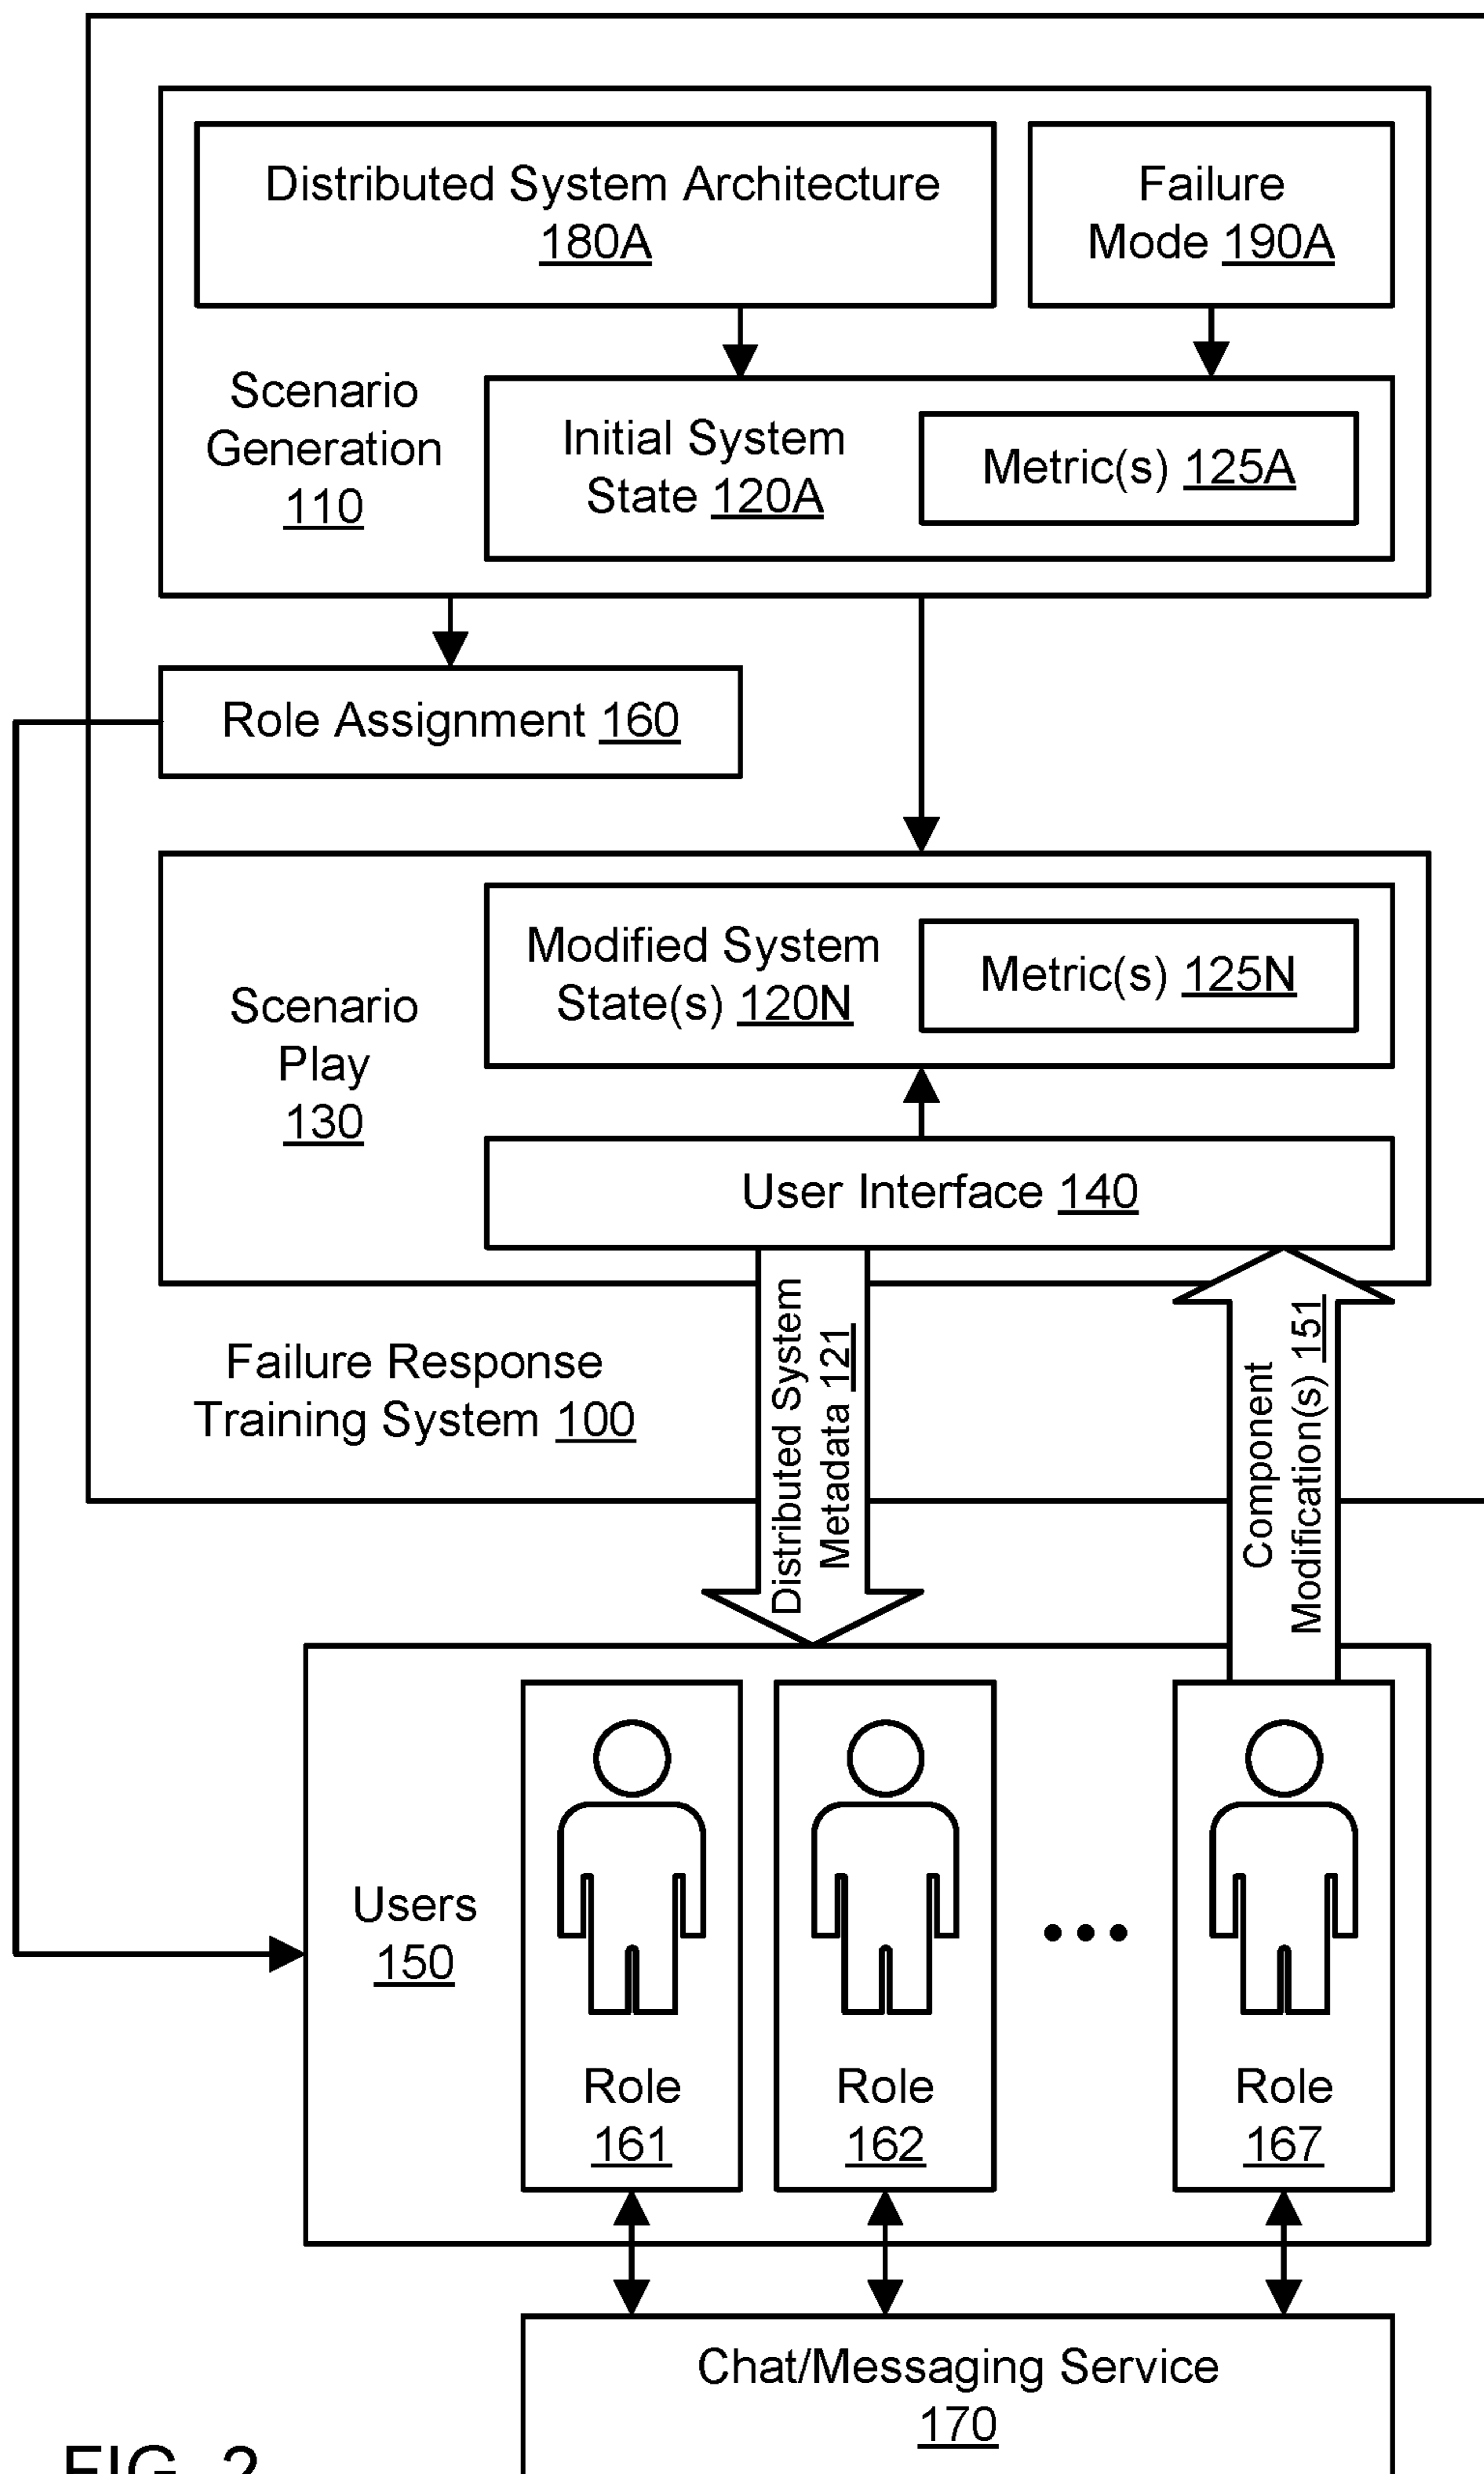 Distributed System Architecture
180A
Failure
Mode 190A
Scenario
Generation
110
Initial System
State 120A
Metric(s) 125A
Role Assignment 160
Scenario
Play
130
Modified System
State(s) 120N
Metric(s) 125N
User Interface 140
Failure Response
Training System 100
Distributed System
Metadata 121
Component
Modification(s) 151
Users
150
Role
161
Role
162
Role
167
Chat/Messaging Service
170
FIG. 2